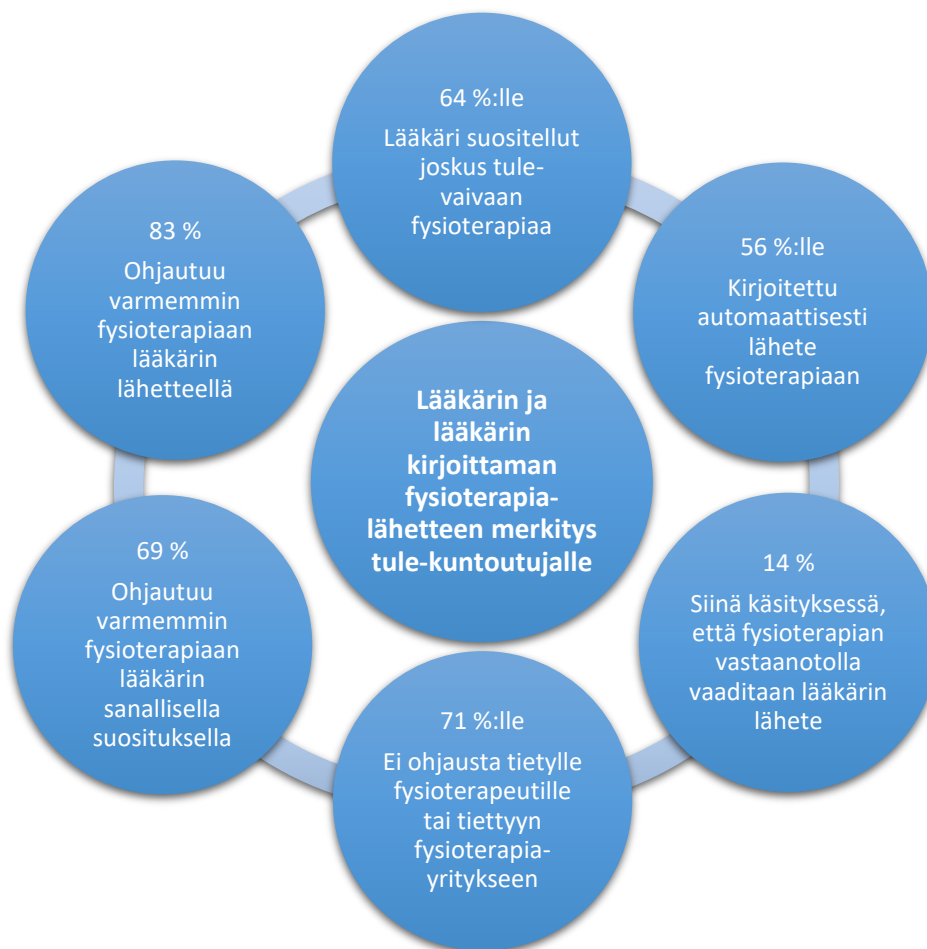 64 %:lle
Lääkäri suositellut
joskus tule-
vaivaan
fysioterapiaa
56 %:lle
Kirjoitettu
automaattisesti
lähete
fysioterapiaan
14 %
Siinä käsityksessä,
että fysioterapian
vastaanotolla
vaaditaan lääkärin
lähete
71 %:lle
Ei ohjausta tietylle
fysioterapeutille
tai tiettyyn
fysioterapia-
yritykseen
69 %
Ohjautuu
varmemmin
fysioterapiaan
lääkärin
sanallisella
suosituksella
83 %
Ohjautuu
varmemmin
fysioterapiaan
lääkärin
lähetteellä
Lääkärin ja
lääkärin
kirjoittaman
fysioterapia-
lähetteen merkitys
tule-kuntoutujalle